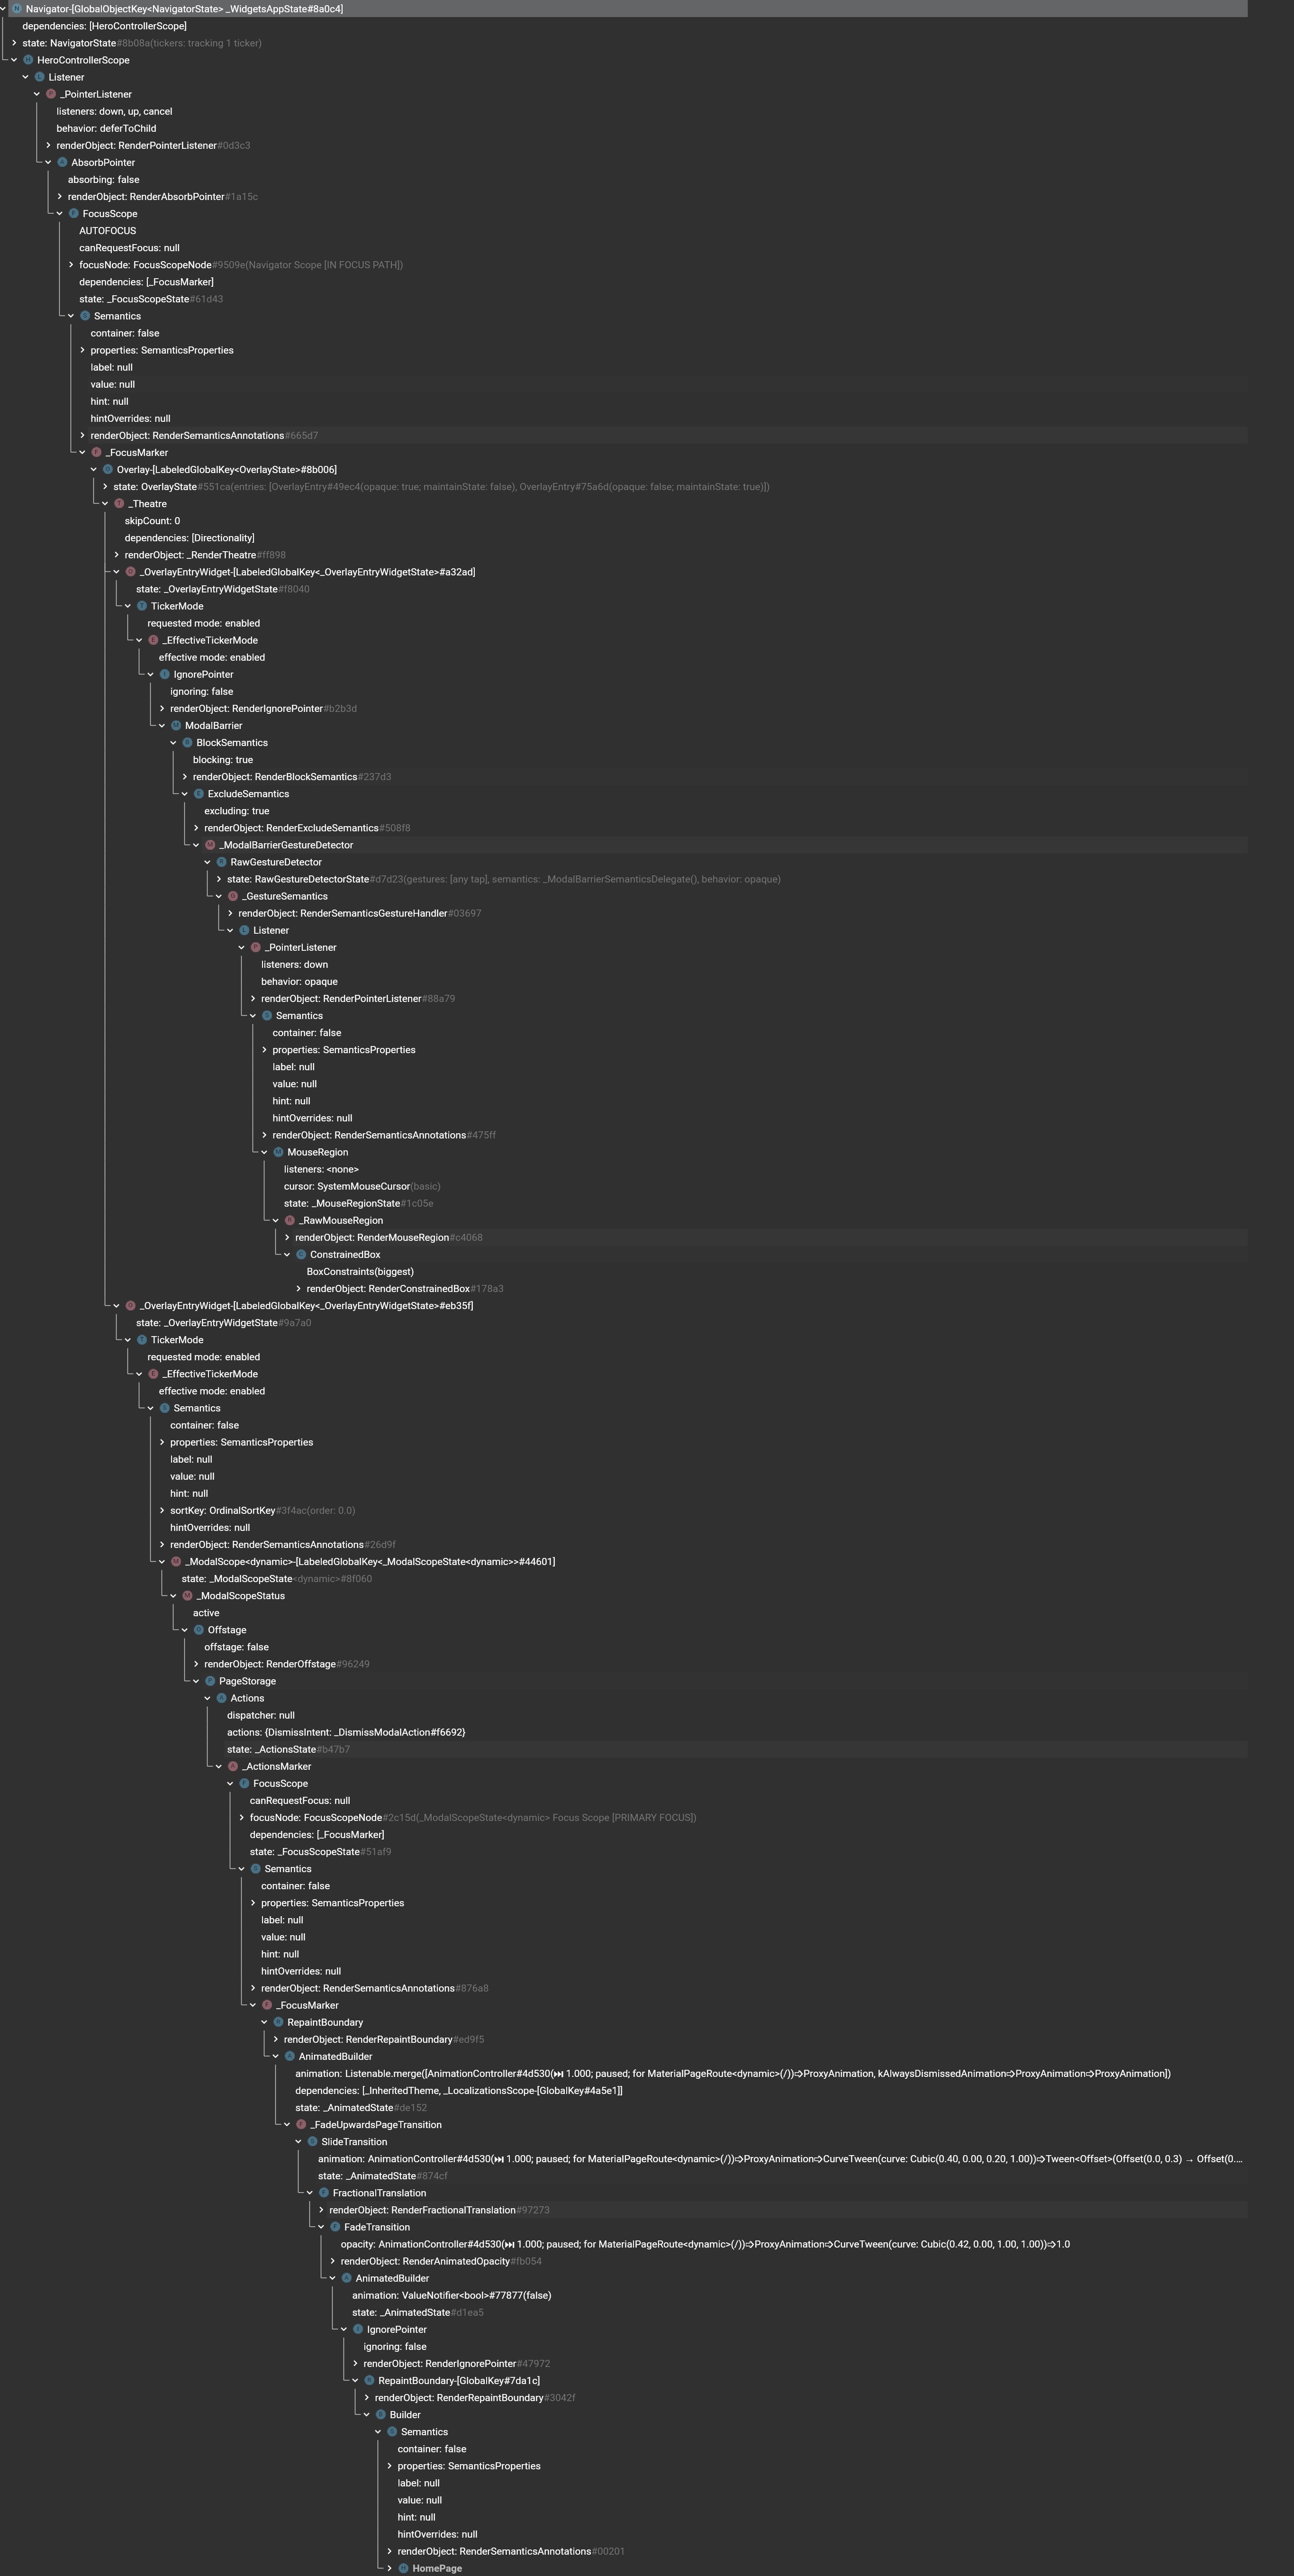 Navigator-[GlobalObjectKey<NavigatorState> _WidgetsAppState#8a0c4]
dependencies: [HeroControllerScope]
state: NavigatorState#8b08a(tickers: tracking 1 ticker)
HeroControllerScope
Listener
_PointerListener
listeners: down, up, cancel
behavior: deferToChild
renderObject: RenderPointerListener#0d3c3
AbsorbPointer
absorbing: false
renderObject: RenderAbsorbPointer#1a15c
FocusScope
AUTOFOCUS
canRequestFocus: null
focusNode: FocusScopeNode#9509e(Navigator Scope [IN FOCUS PATH])
dependencies: [_FocusMarker]
state: _FocusScopeState#61d43
Semantics
container: false
properties: SemanticsProperties
label: null
value: null
hint: null
hintOverrides: null
renderObject: RenderSemanticsAnnotations#665d7
_FocusMarker
Overlay-[LabeledGlobalKey<OverlayState>#8b006]
state: OverlayState#551ca(entries: [OverlayEntry#49ec4(opaque: true; maintainState: false), OverlayEntry#75a6d(opaque: false; maintainState: true)])
_Theatre
skipCount: 0
dependencies: [Directionality]
renderObject: _RenderTheatre#ff898
_OverlayEntryWidget-[LabeledGlobalKey<_OverlayEntryWidgetState>#a32ad]
state: _OverlayEntryWidgetState#f8040
TickerMode
requested mode: enabled
_EffectiveTickerMode
effective mode: enabled
IgnorePointer
ignoring: false
renderObject: RenderIgnorePointer#b2b3d
ModalBarrier
BlockSemantics
blocking: true
renderObject: RenderBlockSemantics#237d3
ExcludeSemantics
excluding: true
renderObject: RenderExcludeSemantics#508f8
_ModalBarrierGestureDetector
RawGestureDetector
state: RawGestureDetectorState#d7d23(gestures: [any tap], semantics: _ModalBarrierSemanticsDelegate(), behavior: opaque)
_GestureSemantics
renderObject: RenderSemanticsGestureHandler#03697
Listener
_PointerListener
listeners: down
behavior: opaque
renderObject: RenderPointerListener#88a79
Semantics
container: false
properties: SemanticsProperties
label: null
value: null
hint: null
hintOverrides: null
renderObject: RenderSemanticsAnnotations#475ff
MouseRegion
listeners: <none>
cursor: SystemMouseCursor(basic)
state: _MouseRegionState#1c05e
_RawMouseRegion
renderObject: RenderMouseRegion#c4068
ConstrainedBox
BoxConstraints(biggest)
renderObject: RenderConstrainedBox#178a3
_OverlayEntryWidget-[LabeledGlobalKey<_OverlayEntryWidgetState>#eb35f]
state: _OverlayEntryWidgetState#9a7a0
TickerMode
requested mode: enabled
_EffectiveTickerMode
effective mode: enabled
Semantics
container: false
properties: SemanticsProperties
label: null
value: null
hint: null
sortKey: OrdinalSortKey#3f4ac(order: 0.0)
hintOverrides: null
renderObject: RenderSemanticsAnnotations#26d9f
_ModalScope<dynamic>-[LabeledGlobalKey<_ModalScopeState<dynamic>>#44601]
state: _ModalScopeState<dynamic>#8f060
_ModalScopeStatus
active
Offstage
offstage: false
renderObject: RenderOffstage#96249
PageStorage
Actions
dispatcher: null
actions: {DismissIntent: _DismissModalAction#f6692}
state: _ActionsState#b47b7
_ActionsMarker
FocusScope
canRequestFocus: null
focusNode: FocusScopeNode#2c15d(_ModalScopeState<dynamic> Focus Scope [PRIMARY FOCUS])
dependencies: [_FocusMarker]
state: _FocusScopeState#51af9
Semantics
container: false
properties: SemanticsProperties
label: null
value: null
hint: null
hintOverrides: null
renderObject: RenderSemanticsAnnotations#876a8
_FocusMarker
RepaintBoundary
renderObject: RenderRepaintBoundary#ed9f5
AnimatedBuilder
animation: Listenable.merge([AnimationController#4d530(⏭ 1.000; paused; for MaterialPageRoute<dynamic>(/))➩ProxyAnimation, kAlwaysDismissedAnimation➩ProxyAnimation➩ProxyAnimation])
dependencies: [_InheritedTheme, _LocalizationsScope-[GlobalKey#4a5e1]]
state: _AnimatedState#de152
_FadeUpwardsPageTransition
SlideTransition
animation: AnimationController#4d530(⏭ 1.000; paused; for MaterialPageRoute<dynamic>(/))➩ProxyAnimation➩CurveTween(curve: Cubic(0.40, 0.00, 0.20, 1.00))➩Tween<Offset>(Offset(0.0, 0.3) → Offset(0....
state: _AnimatedState#874cf
FractionalTranslation
renderObject: RenderFractionalTranslation#97273
FadeTransition
opacity: AnimationController#4d530(⏭ 1.000; paused; for MaterialPageRoute<dynamic>(/))➩ProxyAnimation➩CurveTween(curve: Cubic(0.42, 0.00, 1.00, 1.00))➩1.0
renderObject: RenderAnimatedOpacity#fb054
AnimatedBuilder
animation: ValueNotifier<bool>#77877(false)
state: _AnimatedState#d1ea5
IgnorePointer
ignoring: false
renderObject: RenderIgnorePointer#47972
RepaintBoundary-[GlobalKey#7da1c]
renderObject: RenderRepaintBoundary#3042f
Builder
Semantics
container: false
properties: SemanticsProperties
label: null
value: null
hint: null
hintOverrides: null
renderObject: RenderSemanticsAnnotations#00201
HomePage